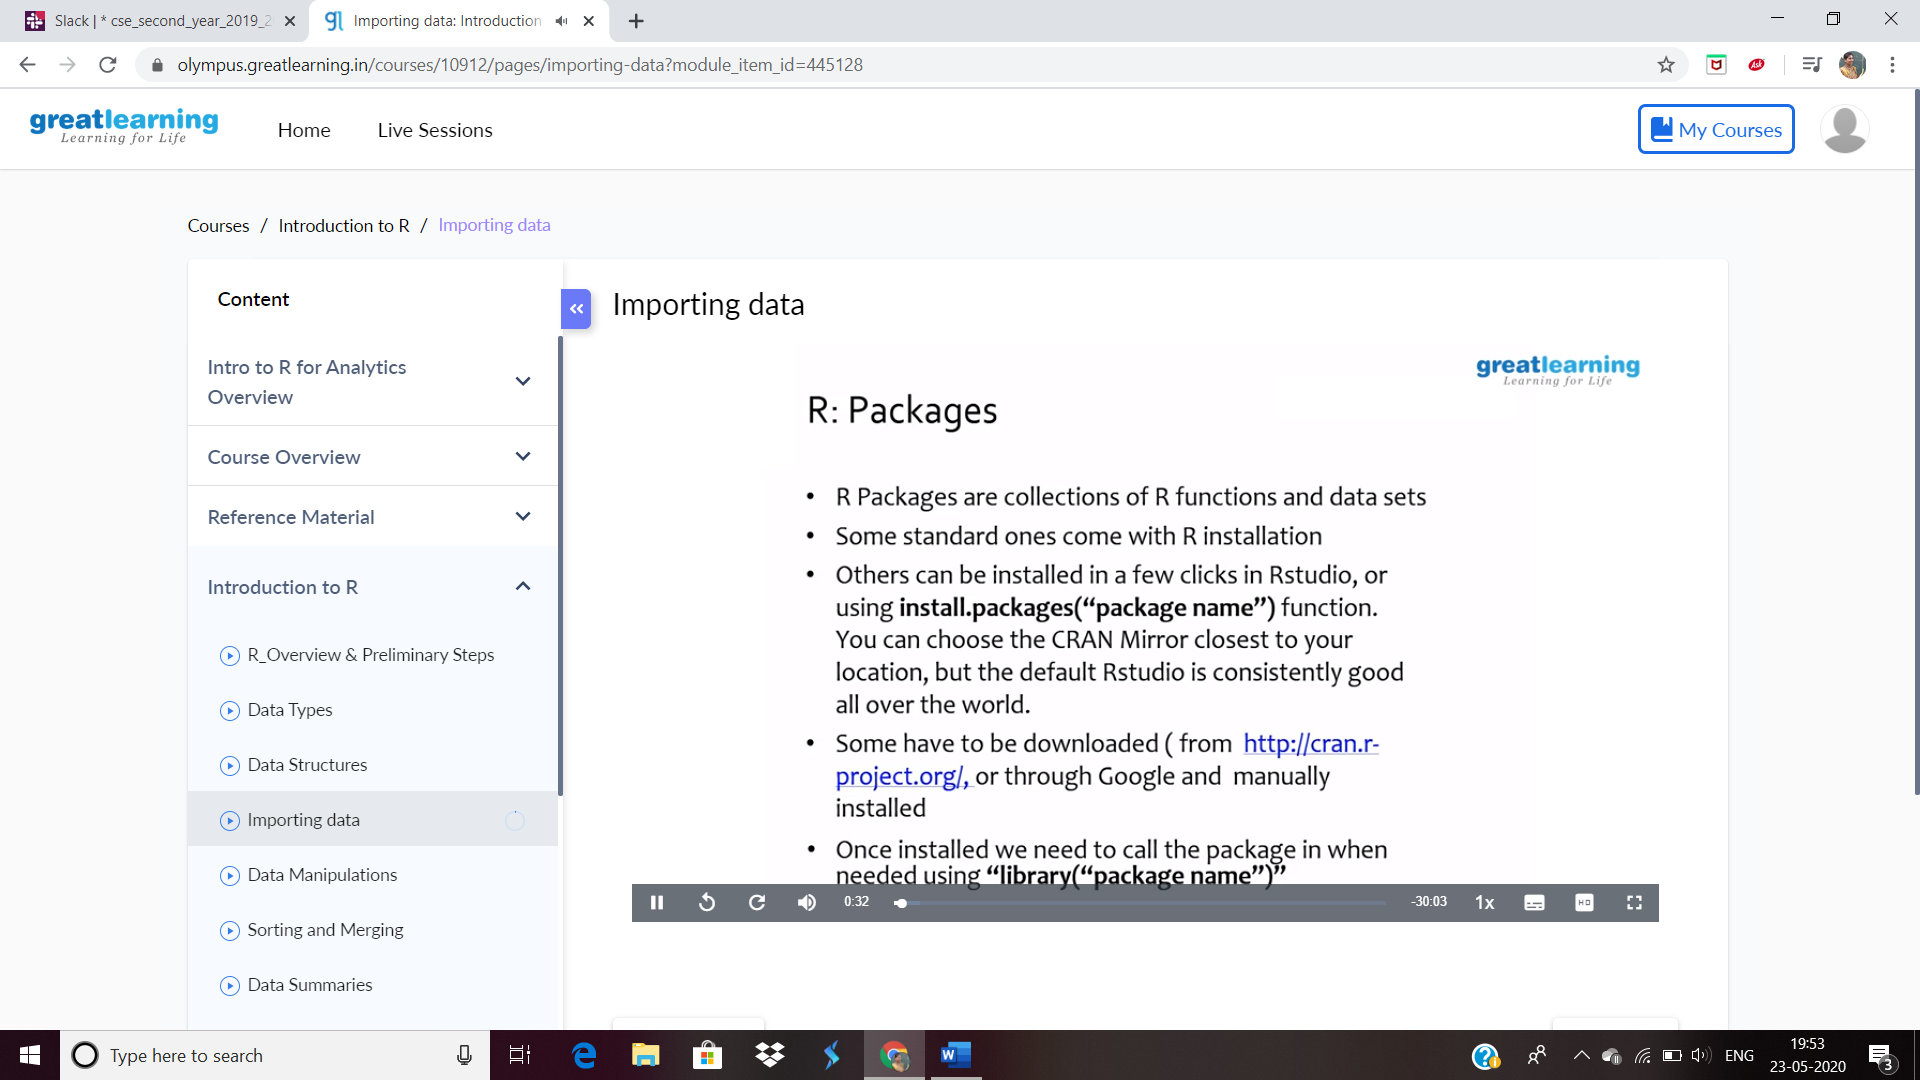 Slack | * cse_second_year_2019_2
Importing data: Introduction
olympus.greatlearning.in/courses/10912/pages/importing-data?module_item_id=445128
greatlearning
Learning for Life
Home
Live Sessions
My Courses
Courses / Introduction to R / Importing data
Content
Intro to R for Analytics
Overview
Course Overview
Reference Material
Introduction to R
R_Overview & Preliminary Steps
Data Types
Data Structures
Importing data
Data Manipulations
Sorting and Merging
Data Summaries
Importing data
greatlearning
Learning for Life
R: Packages
• R Packages are collections of R functions and data sets
• Some standard ones come with R installation
• Others can be installed in a few clicks in Rstudio, or
using install.packages(“package name”) function.
You can choose the CRAN Mirror closest to your
location, but the default Rstudio is consistently good
all over the world.
• Some have to be downloaded ( from http://cran.r-
project.org/, or through Google and manually
installed
• Once installed we need to call the package in when
needed using “library(“package name”)”
0:32
-30:03
1x
HD
Type here to search
ENG
19:53
23-05-2020
3